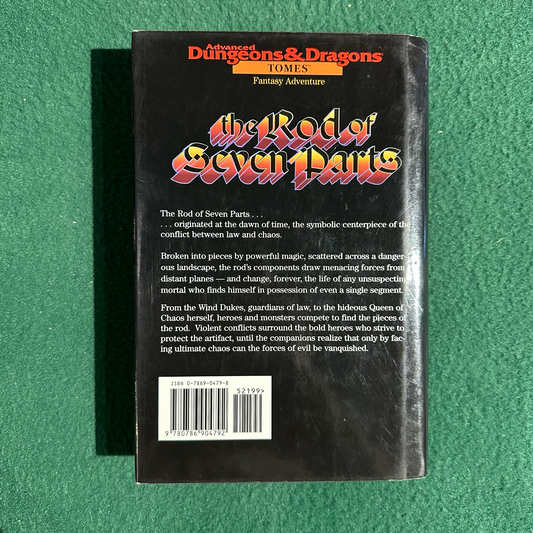 Advanced
Dungeons & Dragons
TOMES™
Fantasy Adventure
the Rod of
Seven Parts
The Rod of Seven Parts . . .
. . . originated at the dawn of time, the symbolic centerpiece of the
conflict between law and chaos.
Broken into pieces by powerful magic, scattered across a danger-
ous landscape, the rod's components draw menacing forces from
distant planes — and change, forever, the life of any unsuspecting
mortal who finds himself in possession of even a single segment.
From the Wind Dukes, guardians of law, to the hideous Queen of
Chaos herself, heroes and monsters compete to find the pieces of
the rod. Violent conflicts surround the bold heroes who strive to
protect the artifact, until the companions realize that only by fac-
ing ultimate chaos can the forces of evil be vanquished.
ISBN 0-7869-0479-8
52199>
9 780786 904792